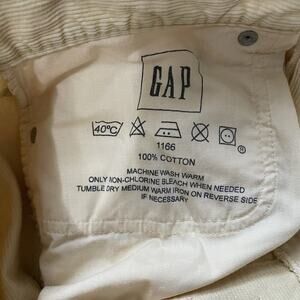 GAP
40°C
1166
100% COTTON
MACHINE WASH WARM
ONLY NON-CHLORINE BLEACH WHEN NEEDED
TUMBLE DRY MEDIUM WARM IRON ON REVERSE SIDE
IF NECESSARY
®